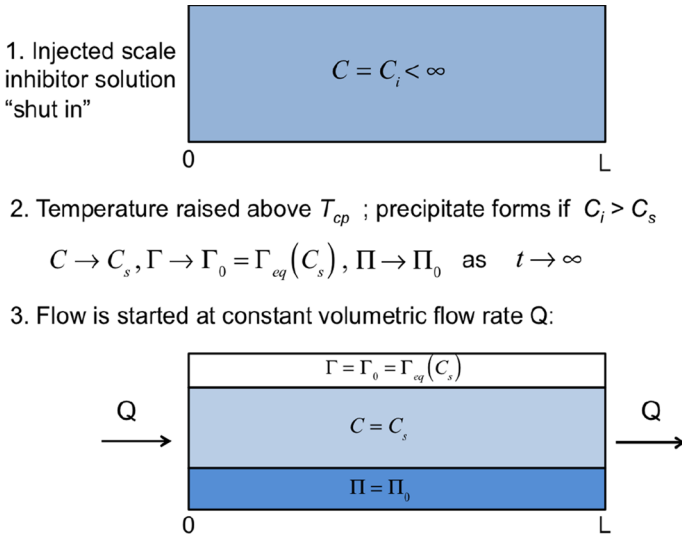 1. Injected scale
inhibitor solution
“shut in”
C = Cᵢ < ∞
0
L
2. Temperature raised above T_cp ; precipitate forms if C_i > C_s
C → C_s , Γ → Γ_0 = Γ_eq (C_s) , Π → Π_0 as t → ∞
3. Flow is started at constant volumetric flow rate Q:
Γ = Γ_0 = Γ_eq (C_s)
Q
Q
C = C_s
Π = Π_0
0
L